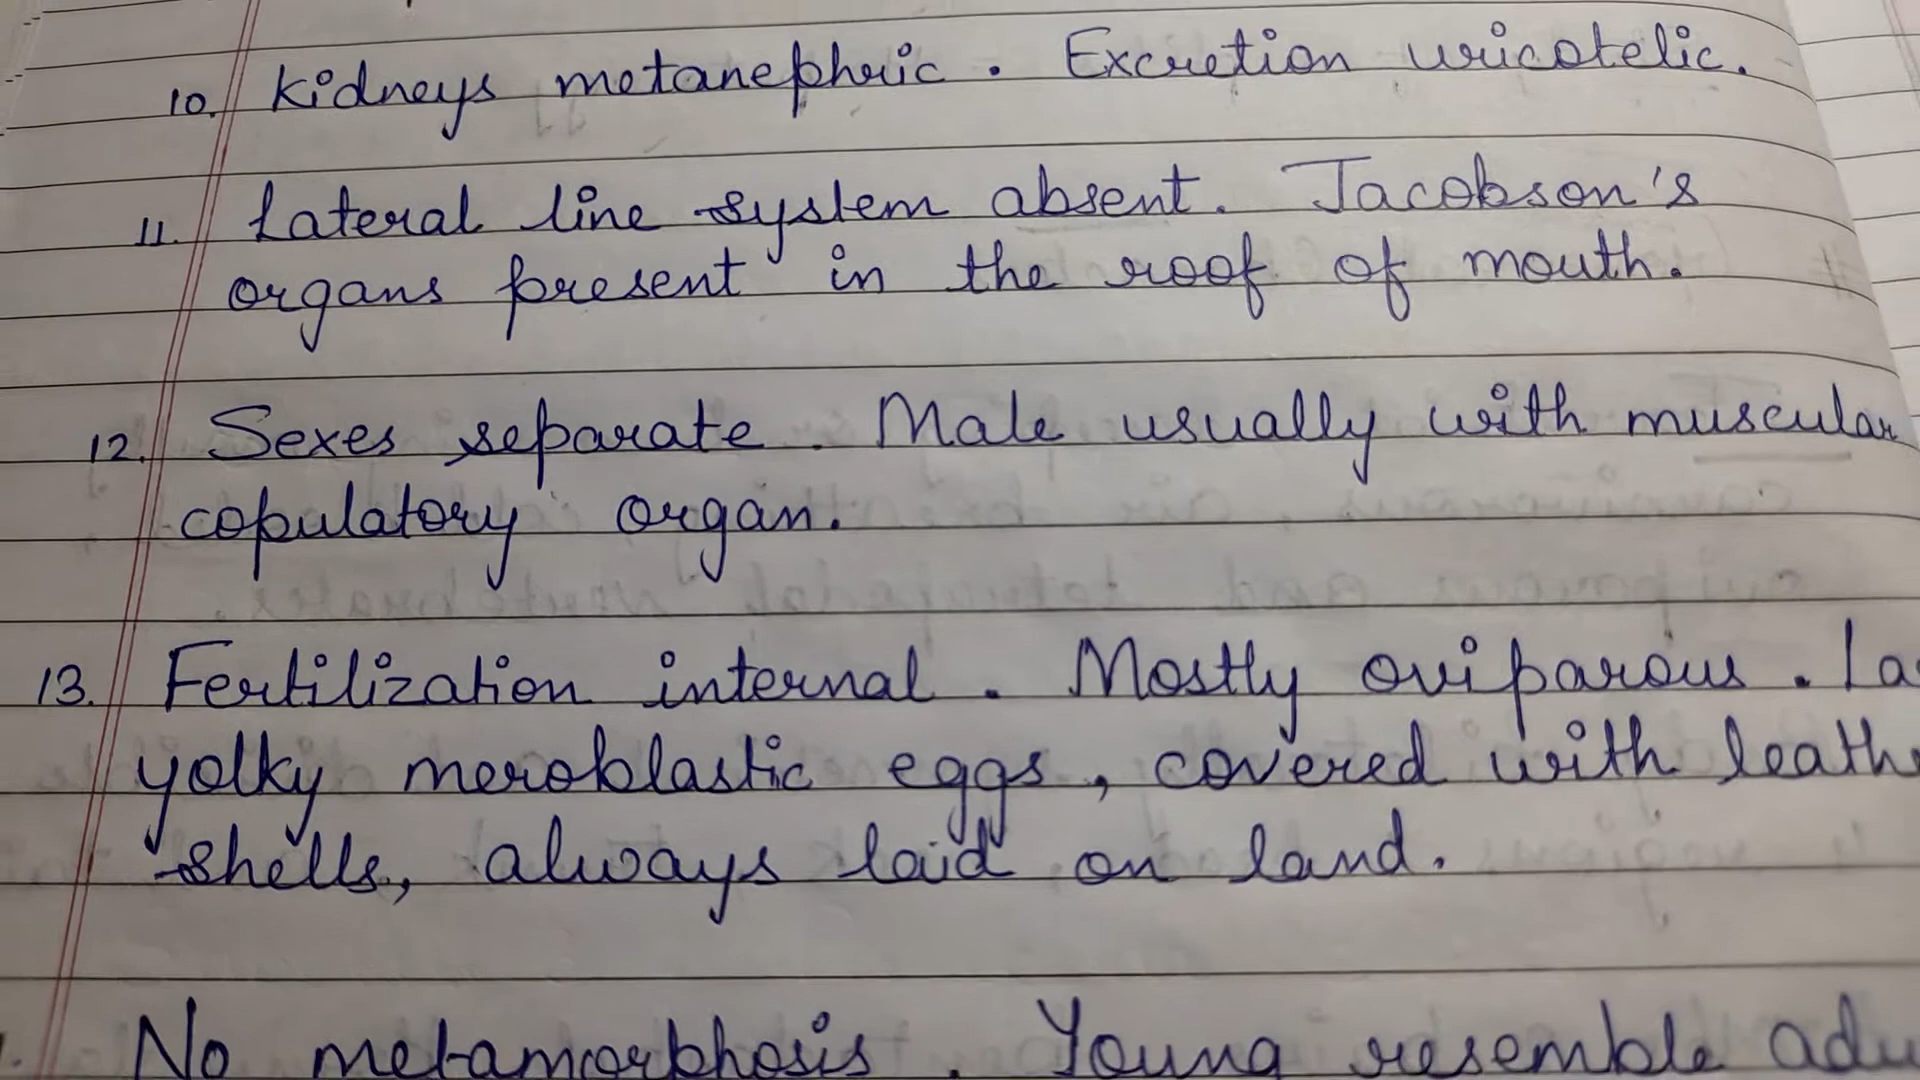 10. Kidneys metanephric. Excretion uricotelic.
11. Lateral line system absent. Jacobson's
organs present in the roof of mouth.
12. Sexes separate. Male usually with muscular
copulatory organ.
13. Fertilization internal. Mostly oviparous. La
yolky meroblastic eggs, covered with leath
shells, always laid on land.
No metamorphosis. Young resemble adu